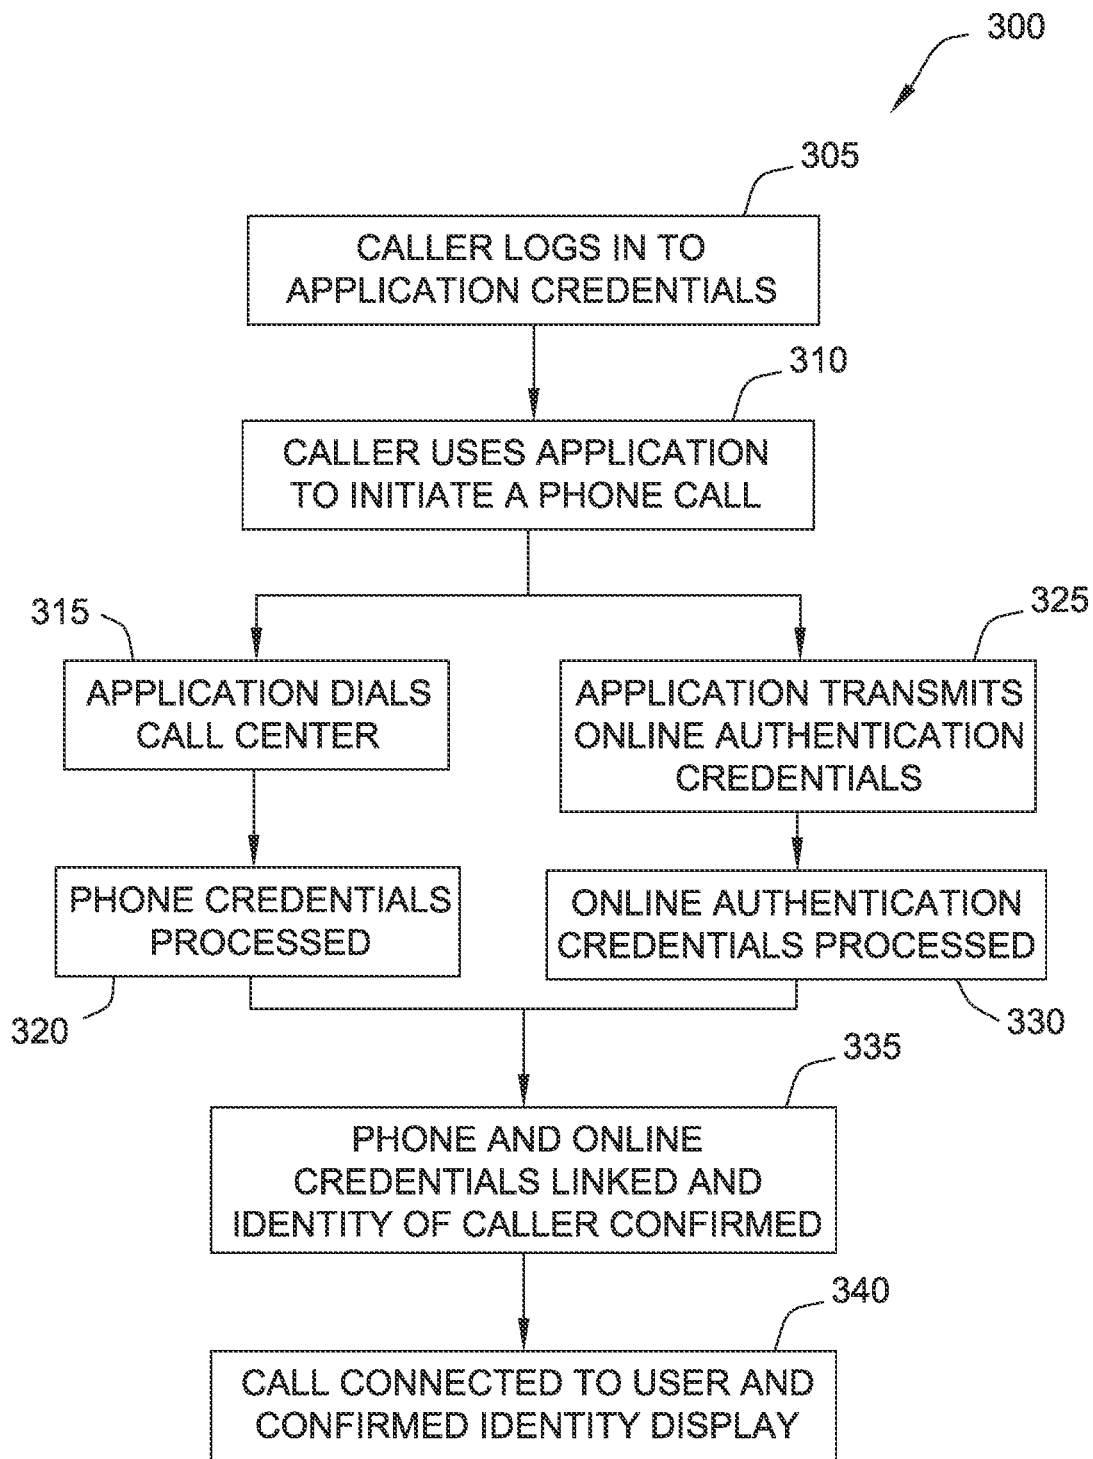 300
305
CALLER LOGS IN TO
APPLICATION CREDENTIALS
310
CALLER USES APPLICATION
TO INITIATE A PHONE CALL
315
APPLICATION DIALS
CALL CENTER
325
APPLICATION TRANSMITS
ONLINE AUTHENTICATION
CREDENTIALS
PHONE CREDENTIALS
PROCESSED
320
ONLINE AUTHENTICATION
CREDENTIALS PROCESSED
330
335
PHONE AND ONLINE
CREDENTIALS LINKED AND
IDENTITY OF CALLER CONFIRMED
340
CALL CONNECTED TO USER AND
CONFIRMED IDENTITY DISPLAY